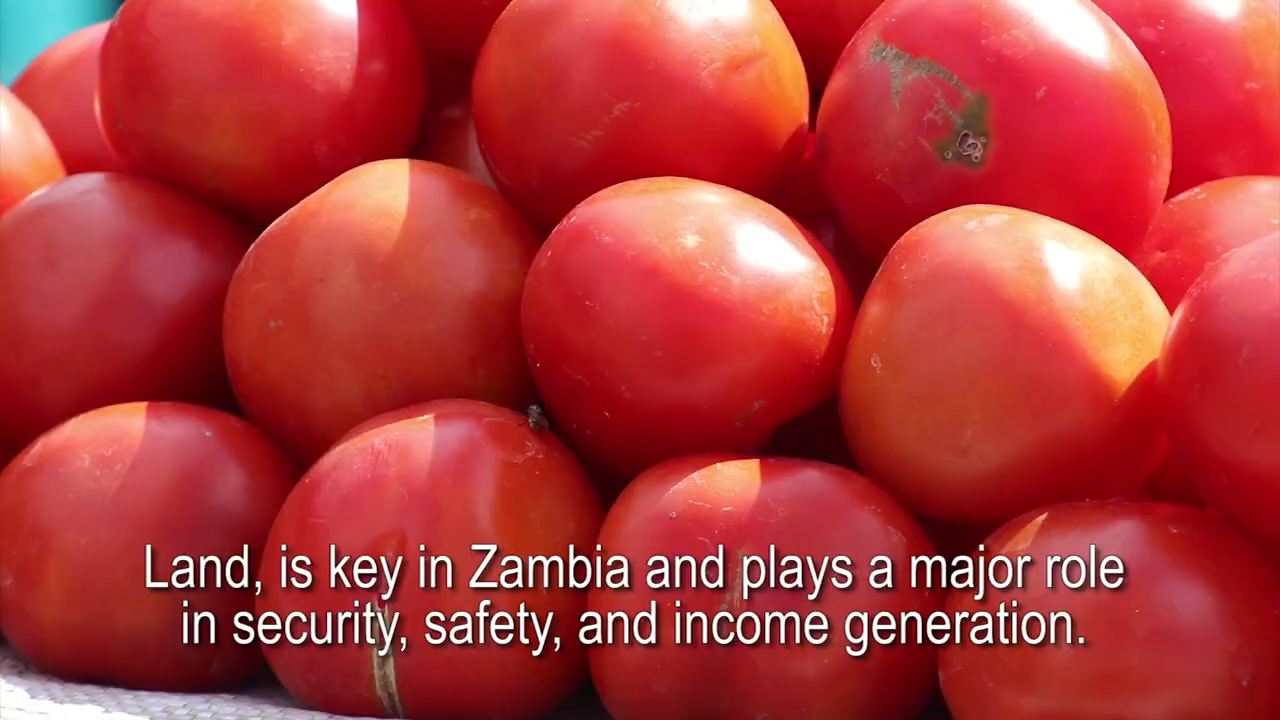 Land, is key in Zambia and plays a major role
in security, safety, and income generation.